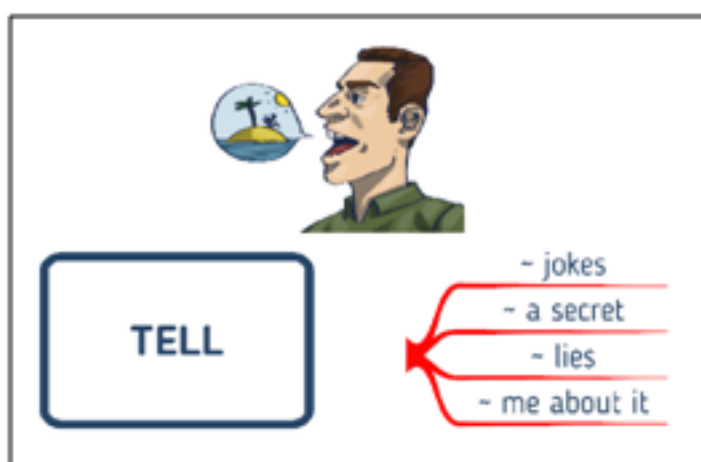 TELL
~ jokes
~ a secret
~ lies
~ me about it